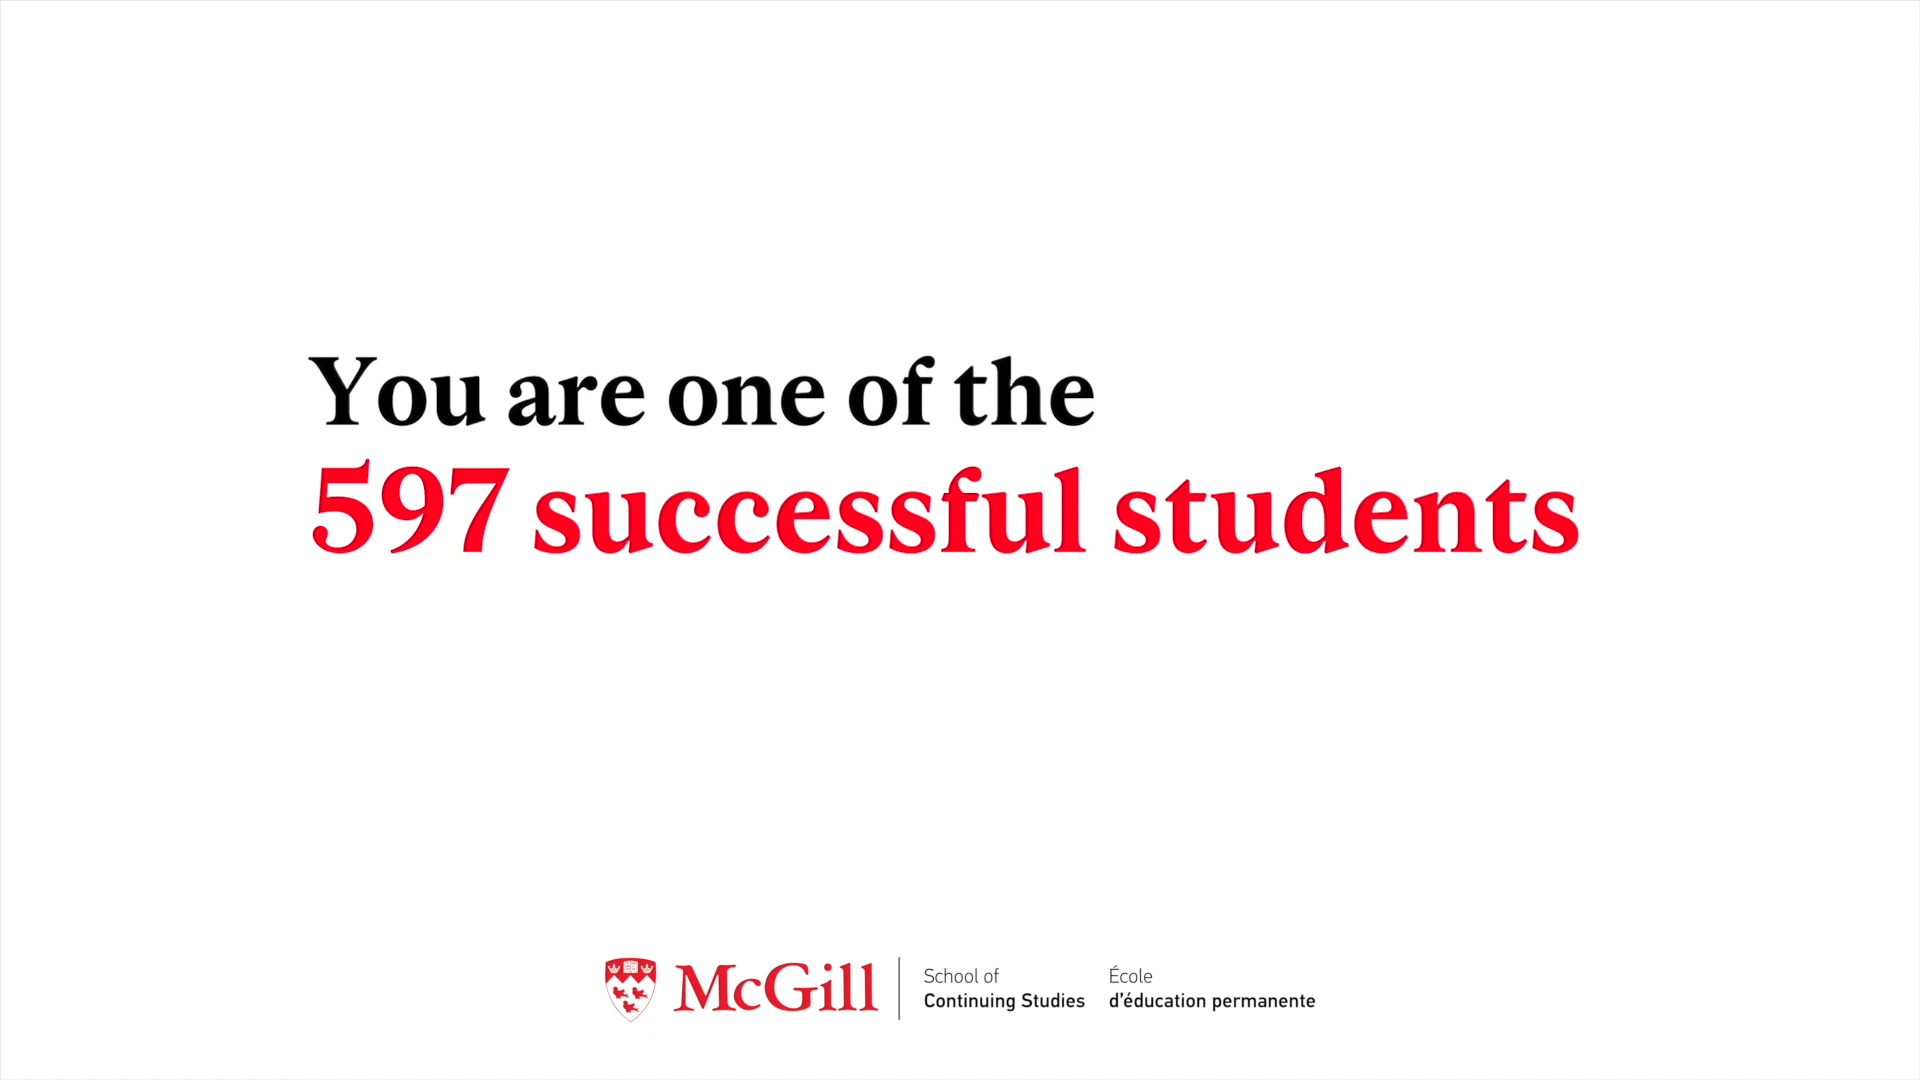 You are one of the
597 successful students
McGill
School of
Continuing Studies
École
d'éducation permanente